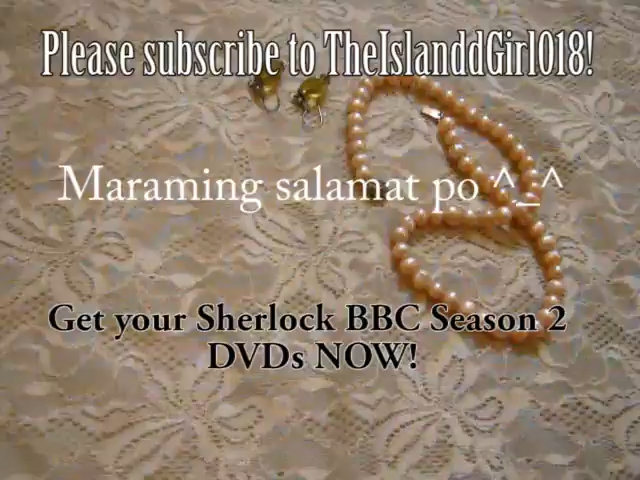 Please subscribe to TheIslanddGirl018!
Maraming salamat po ^_^
Get your Sherlock BBC Season 2
DVDs NOW!